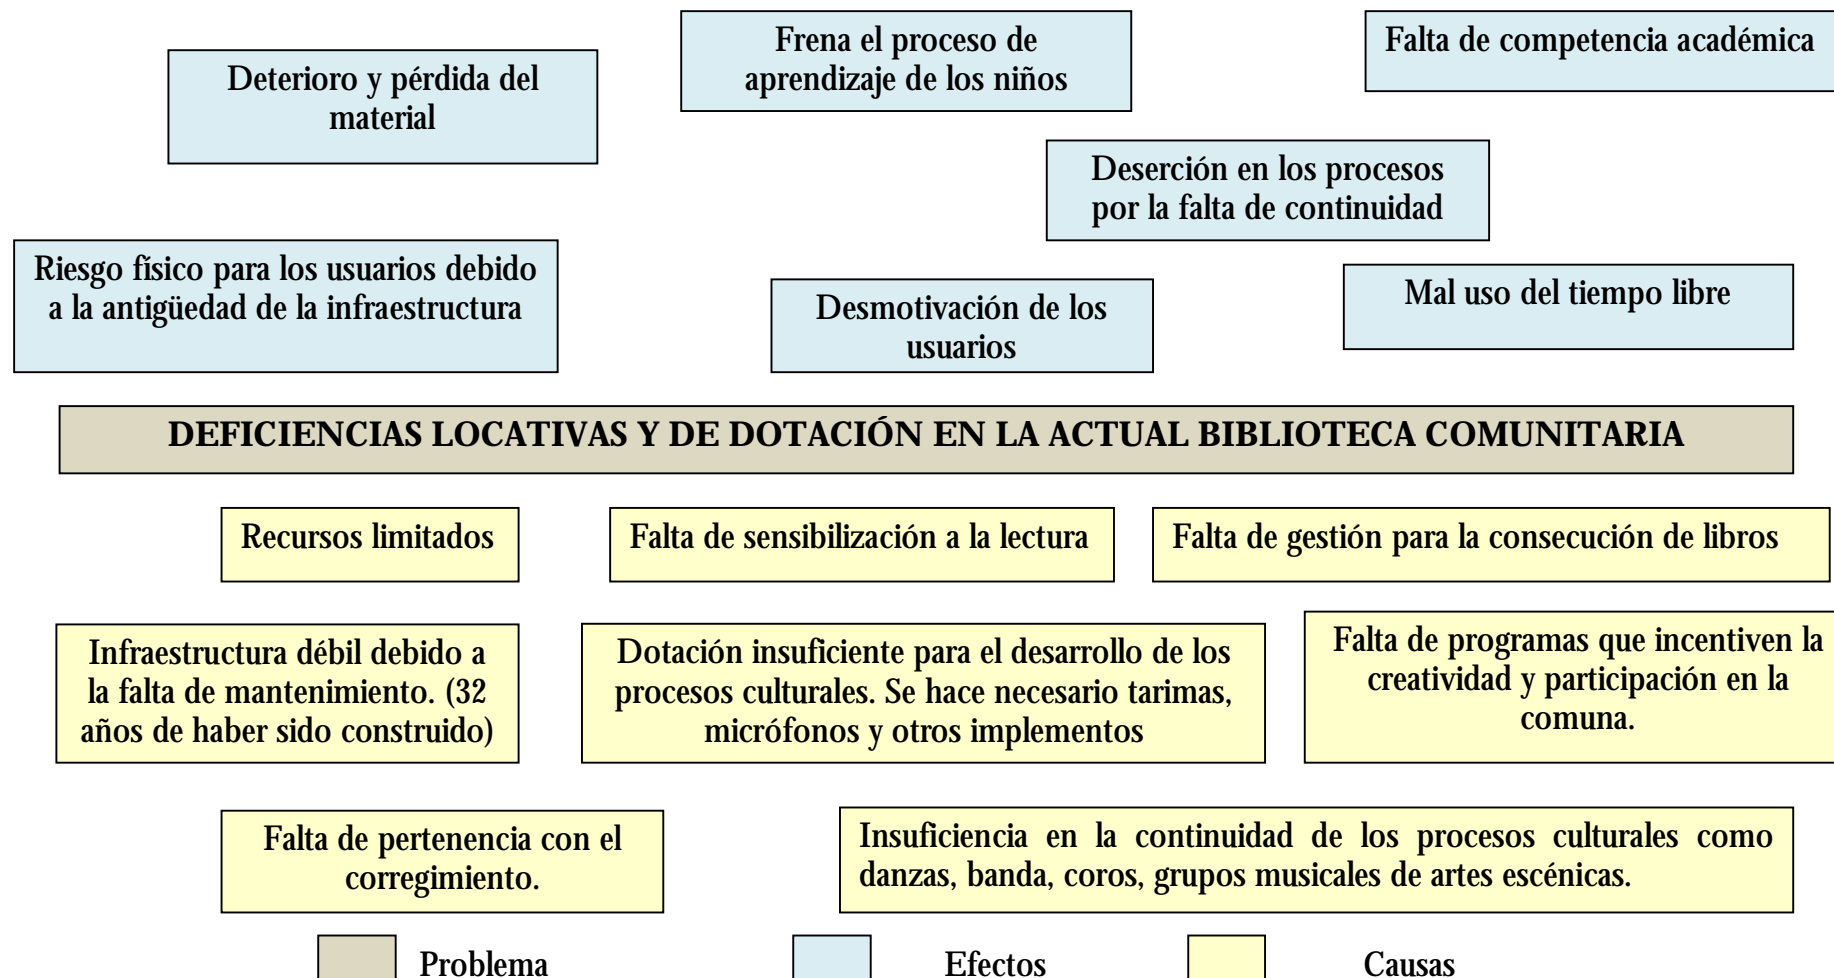 Frena el proceso de
aprendizaje de los niños
Falta de competencia académica
Deterioro y pérdida del
material
Deserción en los procesos
por la falta de continuidad
Riesgo físico para los usuarios debido
a la antigüedad de la infraestructura
Desmotivación de los
usuarios
Mal uso del tiempo libre
DEFICIENCIAS LOCATIVAS Y DE DOTACIÓN EN LA ACTUAL BIBLIOTECA COMUNITARIA
Recursos limitados
Falta de sensibilización a la lectura
Falta de gestión para la consecución de libros
Infraestructura débil debido a
la falta de mantenimiento. (32
años de haber sido construido)
Dotación insuficiente para el desarrollo de los
procesos culturales. Se hace necesario tarimas,
micrófonos y otros implementos
Falta de programas que incentiven la
creatividad y participación en la
comuna.
Falta de pertenencia con el
corregimiento.
Insuficiencia en la continuidad de los procesos culturales como
danzas, banda, coros, grupos musicales de artes escénicas.
Problema
Efectos
Causas